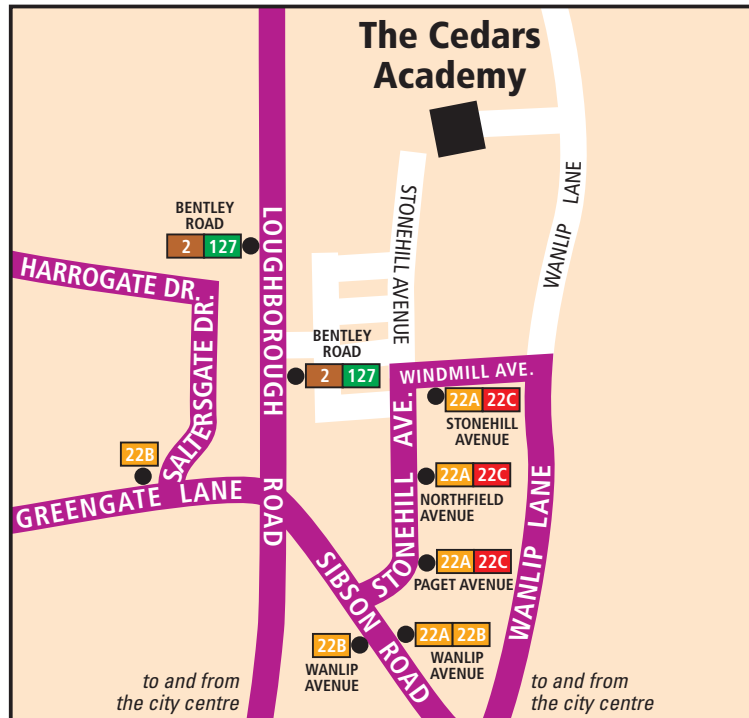 The Cedars
Academy
STONEHILL AVENUE
WANLIP LANE
BENTLEY
ROAD
2 127
LOUGHBOROUGH ROAD
HARROGATE DR.
SALTERSGATE DR.
BENTLEY
ROAD
2 127
WINDMILL AVE.
22A 22C
STONEHILL
AVENUE
22B
GREENGATE LANE
STONEHILL AVE.
22A 22C
NORTHFIELD
AVENUE
WANLIP LANE
22A 22C
PAGET AVENUE
SIBSON ROAD
22B
WANLIP
AVENUE
22A 22B
WANLIP
AVENUE
to and from
the city centre
to and from
the city centre